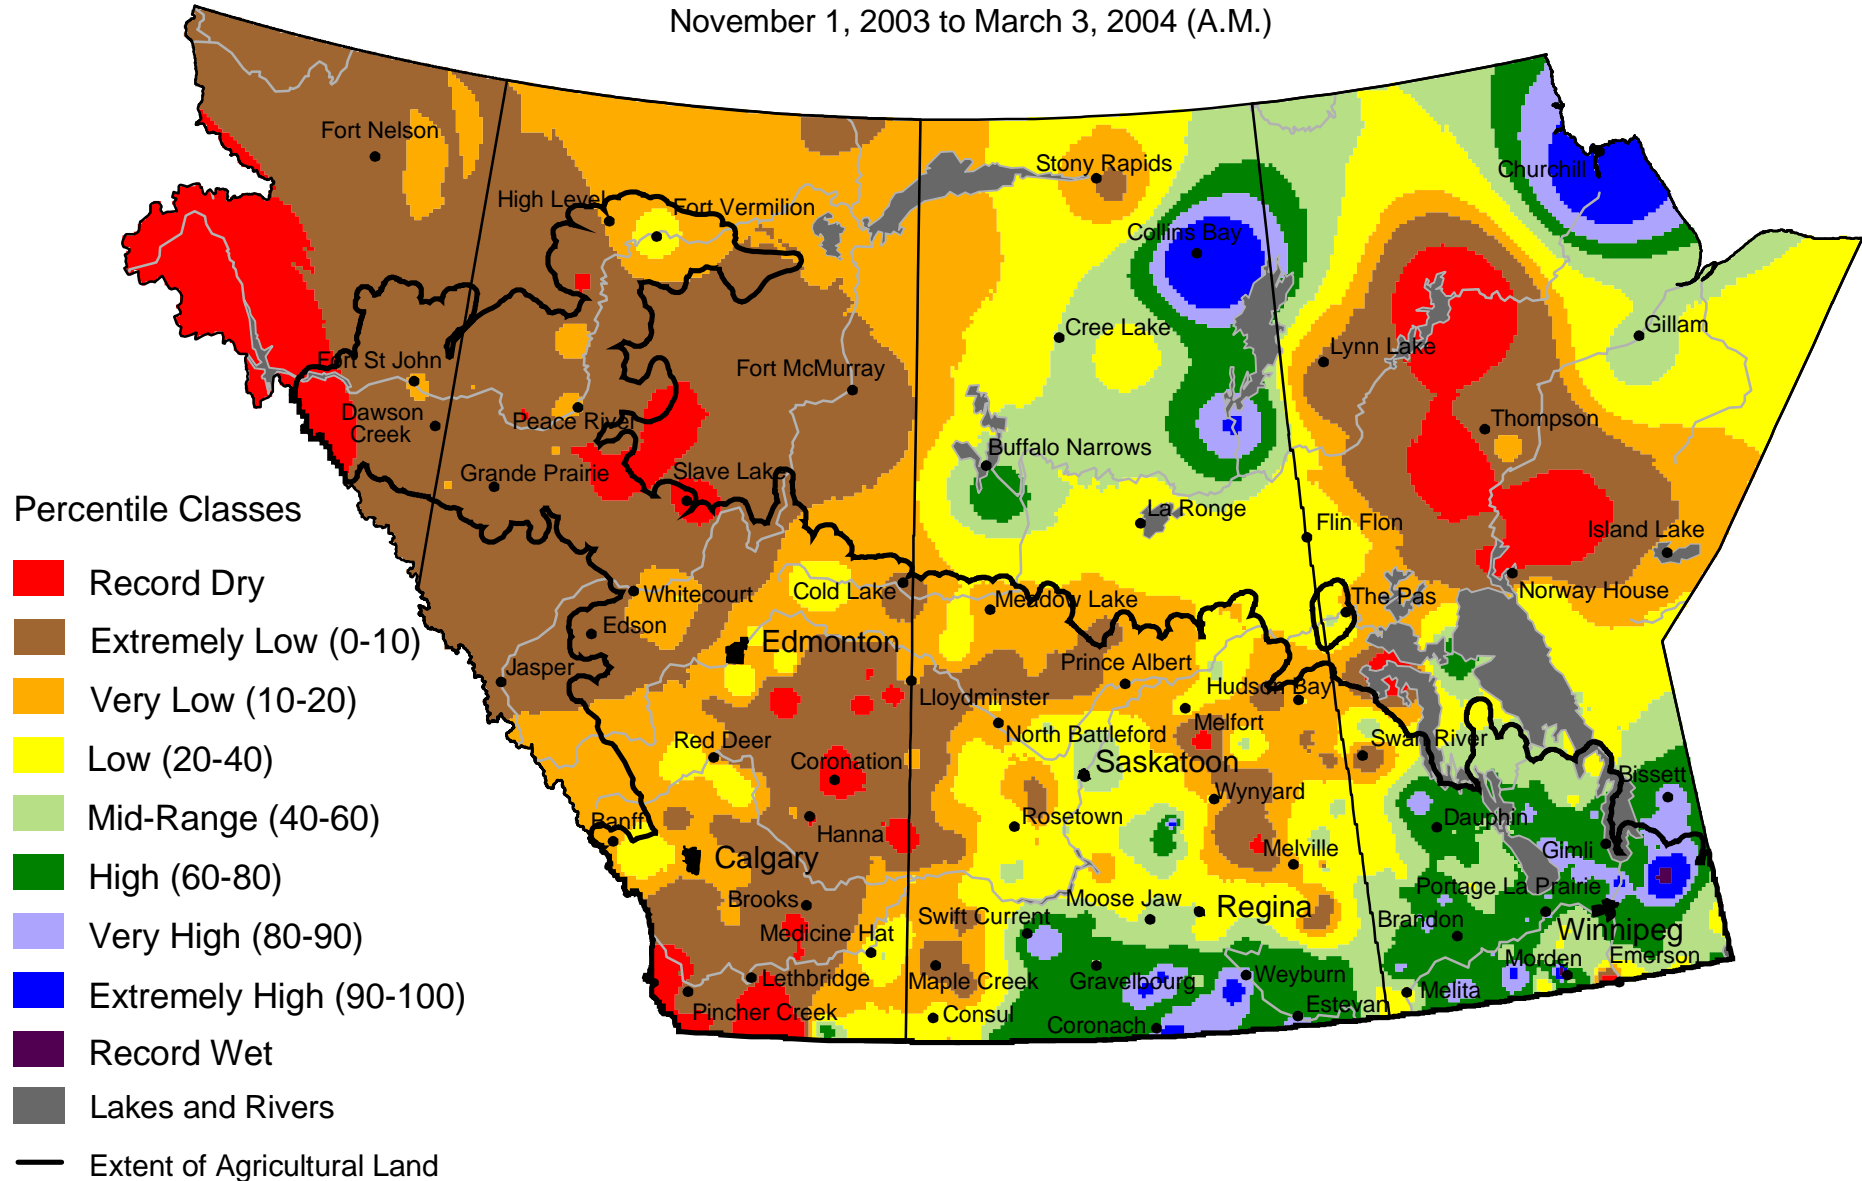 November 1, 2003 to March 3, 2004 (A.M.)
Fort Nelson
High Level
Fort Vermilion
Stony Rapids
Churchill
Collins Bay
Cree Lake
Gillam
Lynn Lake
Fort St John
Fort McMurray
Dawson
Creek
Peace River
Thompson
Buffalo Narrows
Grande Prairie
Slave Lake
La Ronge
Flin Flon
Island Lake
Whitecourt
Cold Lake
Meadow Lake
The Pas
Norway House
Edson
Edmonton
Jasper
Prince Albert
Lloydminster
Hudson Bay
Melfort
North Battleford
Red Deer
Swan River
Coronation
Saskatoon
Bissett
Wynyard
Banff
Hanna
Rosetown
Dauphin
Calgary
Melville
Gimli
Brooks
Moose Jaw
Regina
Portage La Prairie
Swift Current
Brandon
Winnipeg
Medicine Hat
Morden
Emerson
Lethbridge
Maple Creek
Gravelbourg
Weyburn
Melita
Pincher Creek
Consul
Coronach
Estevan
Percentile Classes
Record Dry
Extremely Low (0-10)
Very Low (10-20)
Low (20-40)
Mid-Range (40-60)
High (60-80)
Very High (80-90)
Extremely High (90-100)
Record Wet
Lakes and Rivers
Extent of Agricultural Land